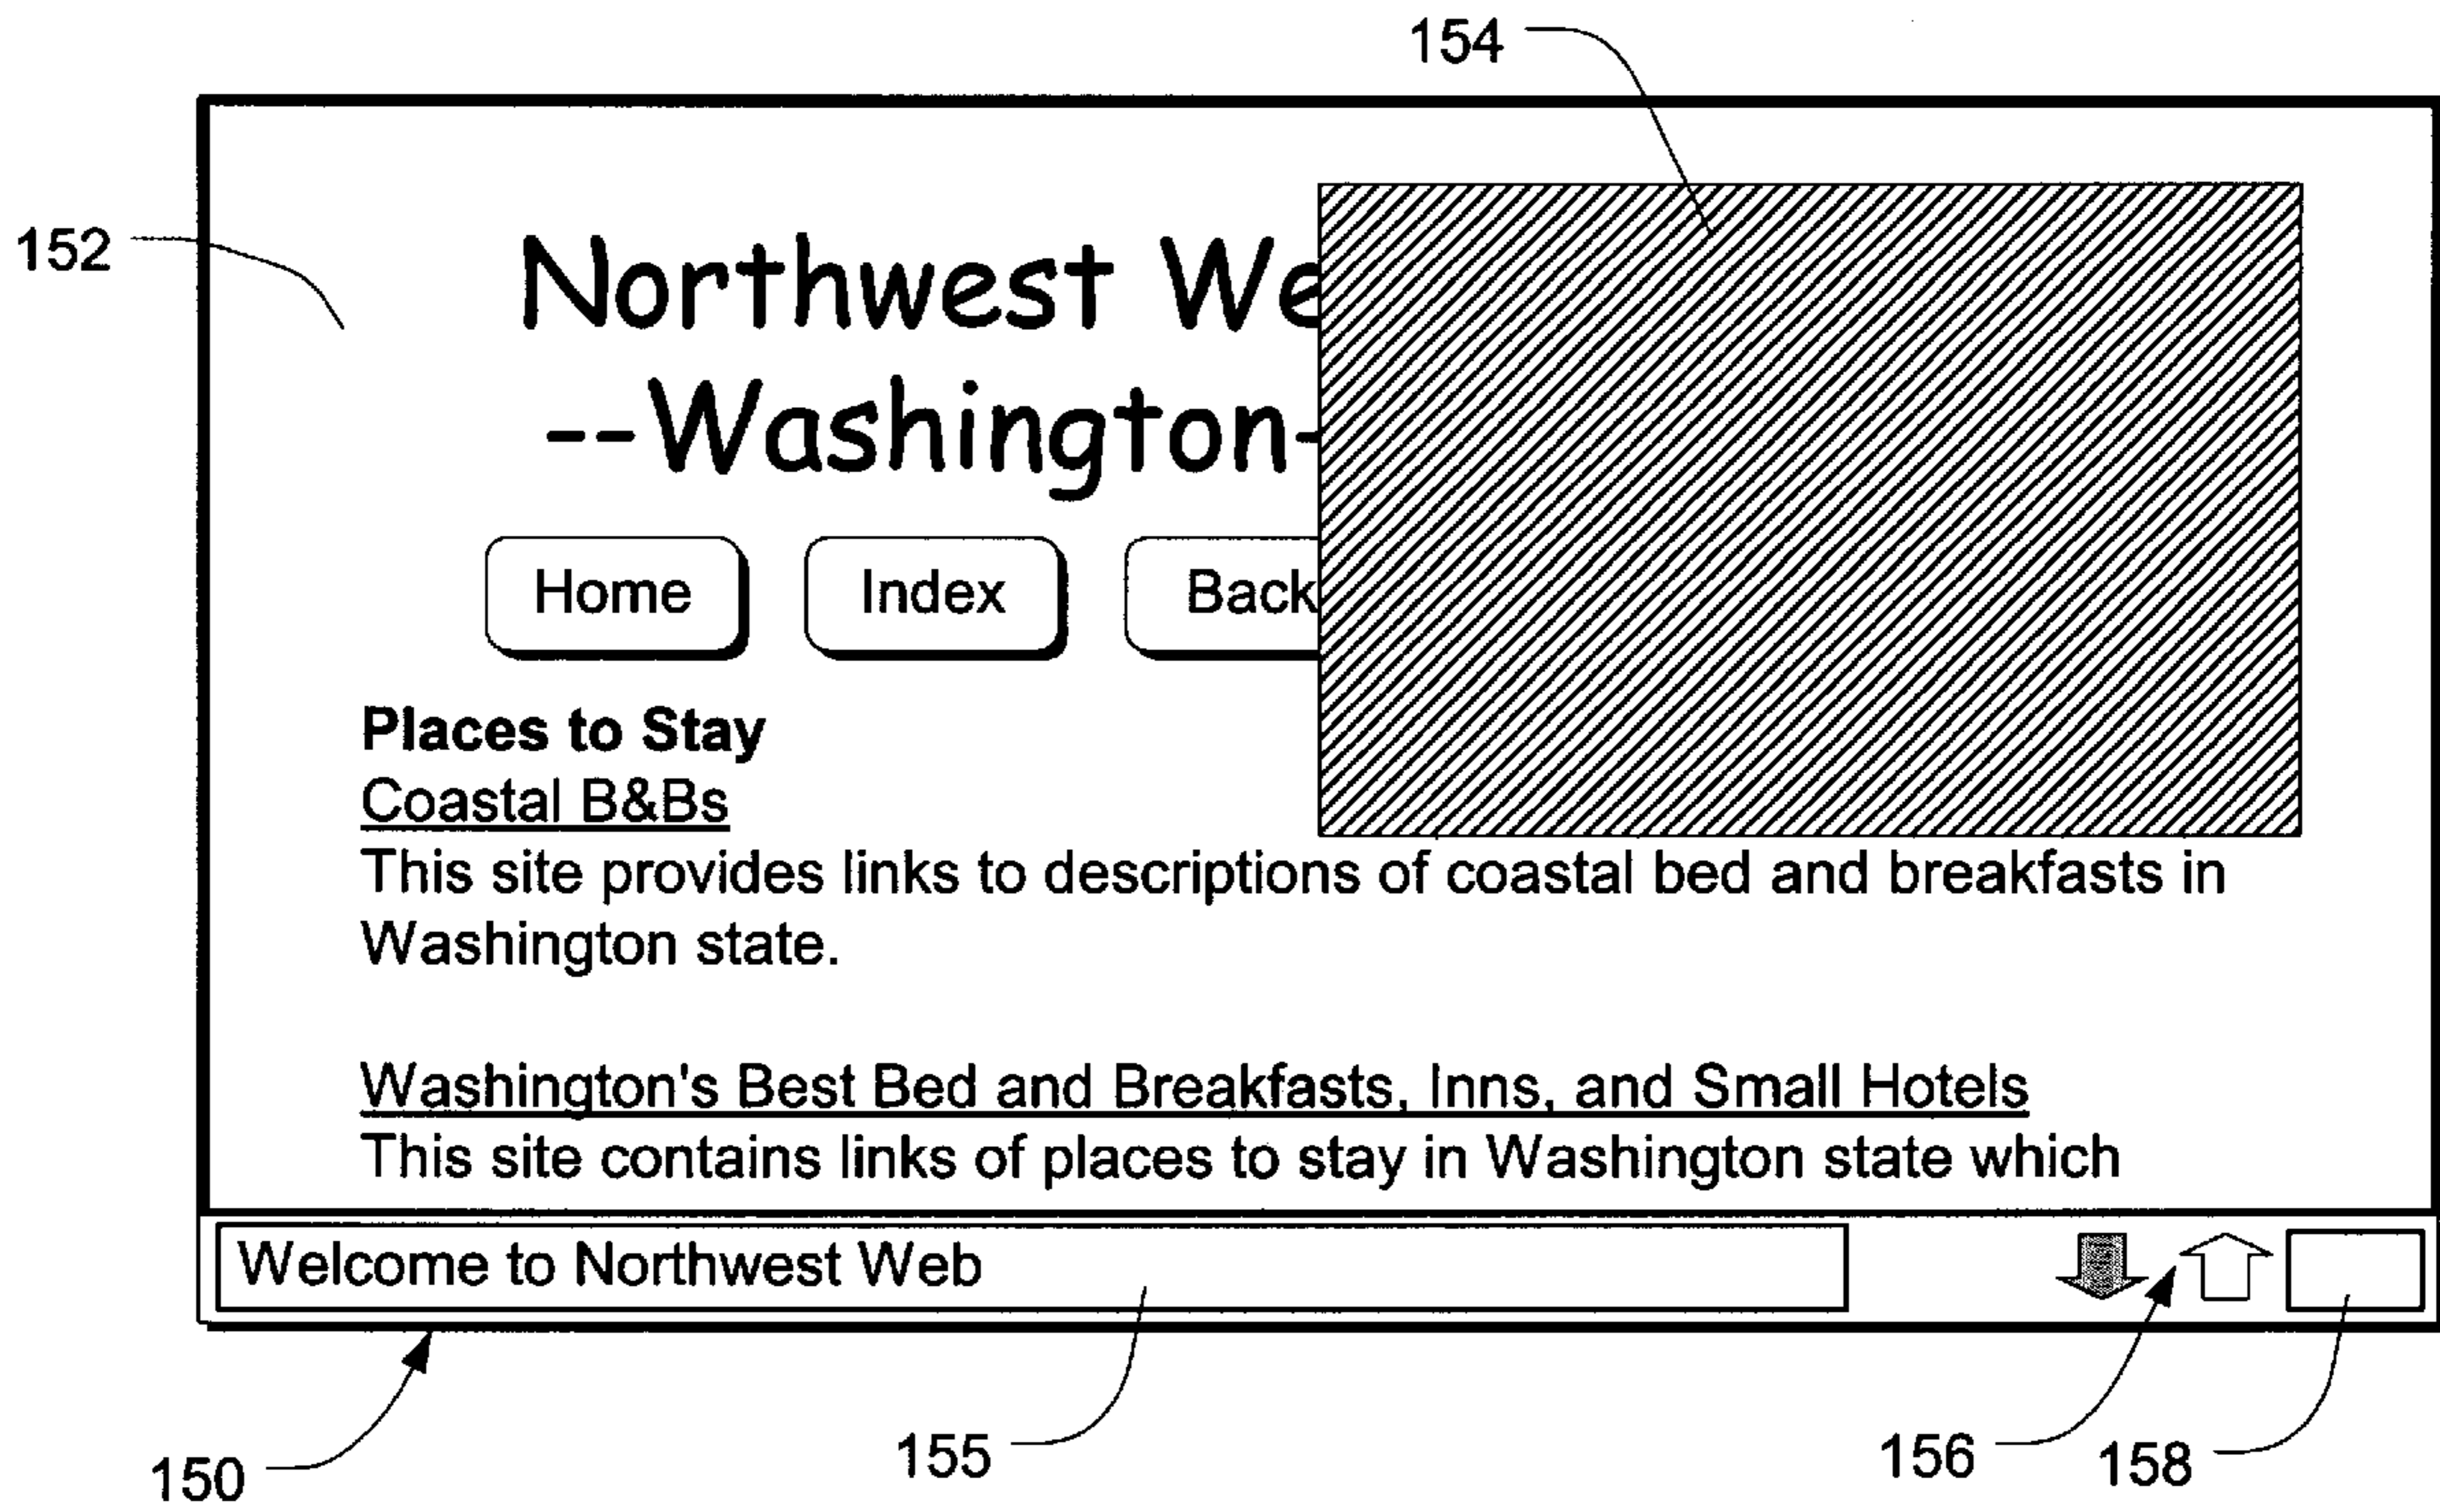 154
152
Northwest We
--Washington-
Home Index Back
Places to Stay
Coastal B&Bs
This site provides links to descriptions of coastal bed and breakfasts in
Washington state.
Washington's Best Bed and Breakfasts, Inns, and Small Hotels
This site contains links of places to stay in Washington state which
Welcome to Northwest Web
150
155
156
158